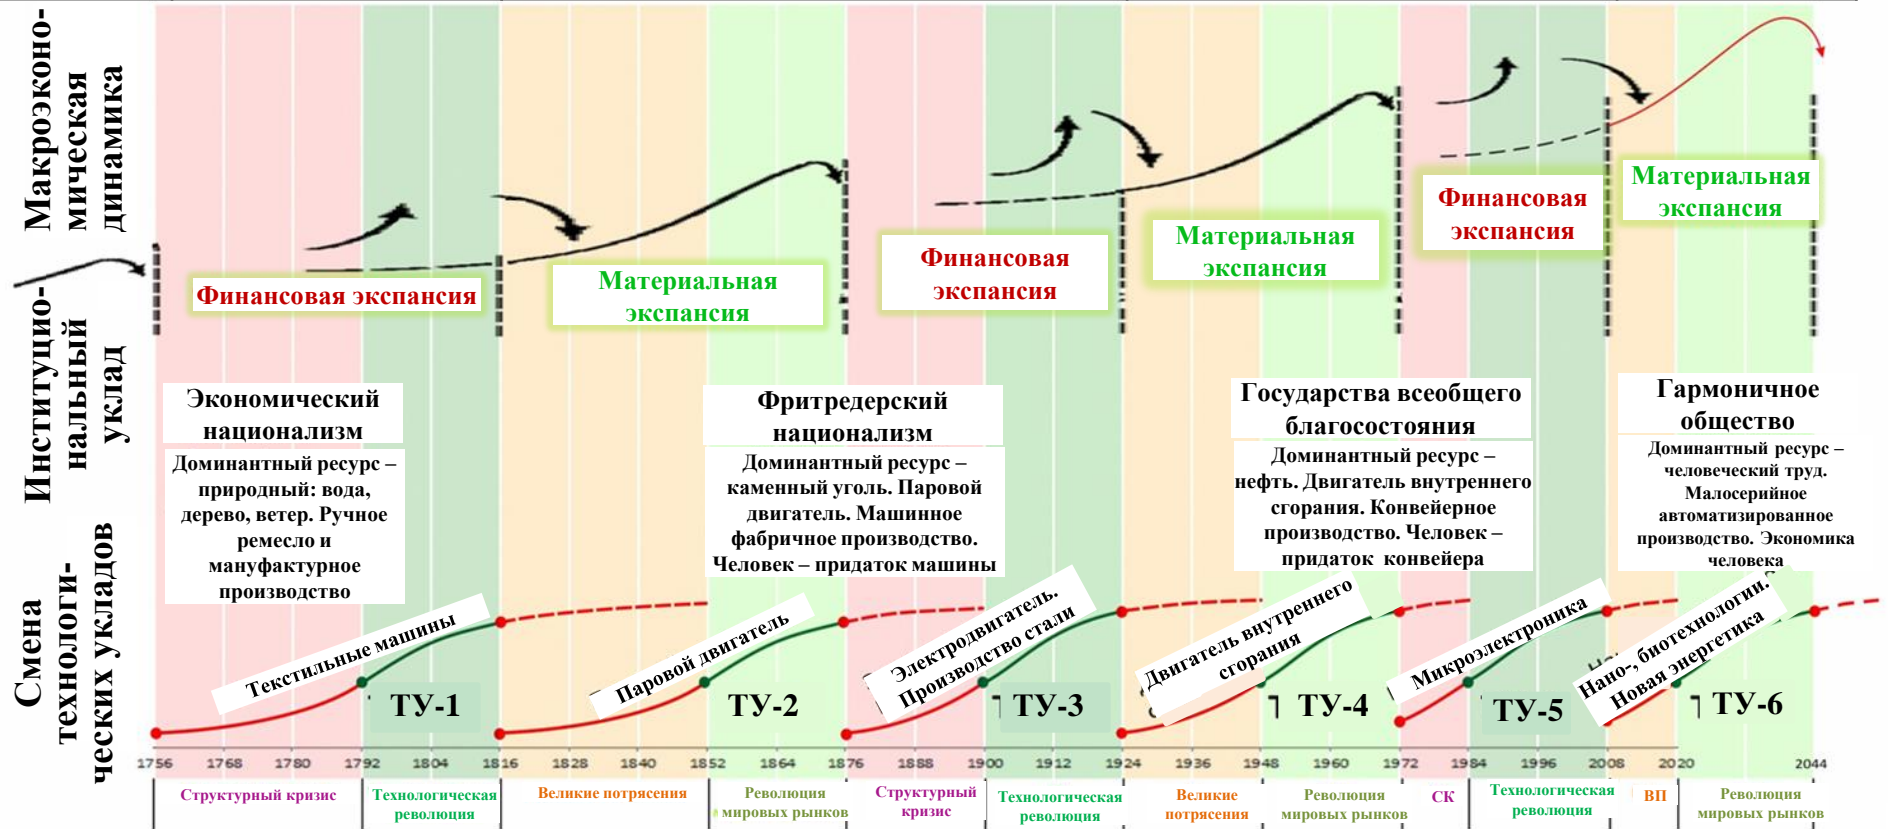 Макроэконо-
мическая
динамика
Институцио-
нальный
уклад
Смена
технологи-
ческих укладов
Финансовая экспансия
Материальная
экспансия
Финансовая
экспансия
Материальная
экспансия
Финансовая
экспансия
Материальная
экспансия
Экономический
национализм
Доминантный ресурс –
природный: вода,
дерево, ветер. Ручное
ремесло и
мануфактурное
производство
Фритредерский
национализм
Доминантный ресурс –
каменный уголь. Паровой
двигатель. Машинное
фабричное производство.
Человек – придаток машины
Государства всеобщего
благосостояния
Доминантный ресурс –
нефть. Двигатель внутреннего
сгорания. Конвейерное
производство. Человек –
придаток конвейера
Гармоничное
общество
Доминантный ресурс –
человеческий труд.
Малосерийное
автоматизированное
производство. Экономика
человека
Текстильные машины
Паровой двигатель
Электродвигатель.
Производство стали
Двигатель внутреннего
сгорания
Микроэлектроника
Нано-, биотехнологии.
Новая энергетика
ТУ-1
ТУ-2
ТУ-3
ТУ-4
ТУ-5
ТУ-6
1756 1768 1780 1792 1804 1816 1828 1840 1852 1864 1876 1888 1900 1912 1924 1936 1948 1960 1972 1984 1996 2008 2020 2044
Структурный кризис
Технологическая
революция
Великие потрясения
Революция
мировых рынков
Структурный
кризис
Технологическая
революция
Великие
потрясения
Революция
мировых рынков
СК
Технологическая
революция
ВП
Революция
мировых рынков